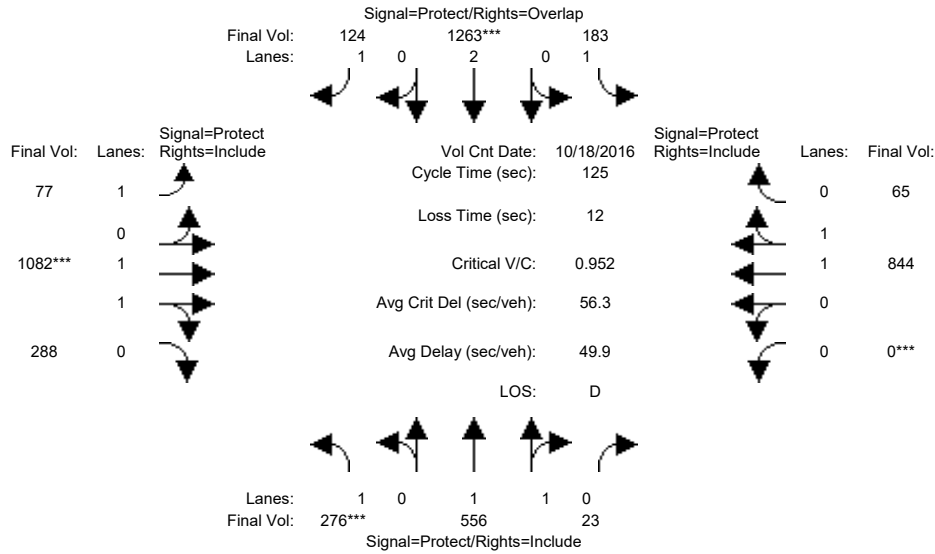 Signal=Protect/Rights=Overlap
Final Vol: 124 1263*** 183
Lanes: 1 0 2 0 1
Signal=Protect
Final Vol: Lanes: Rights=Include
Vol Cnt Date: 10/18/2016
Signal=Protect
Rights=Include Lanes: Final Vol:
Cycle Time (sec): 125
77 1
0 65
Loss Time (sec): 12
0
1
1082*** 1
Critical V/C: 0.952
1 844
1
Avg Crit Del (sec/veh): 56.3
0
288 0
Avg Delay (sec/veh): 49.9
0 0***
LOS: D
Lanes: 1 0 1 1 0
Final Vol: 276*** 556 23
Signal=Protect/Rights=Include